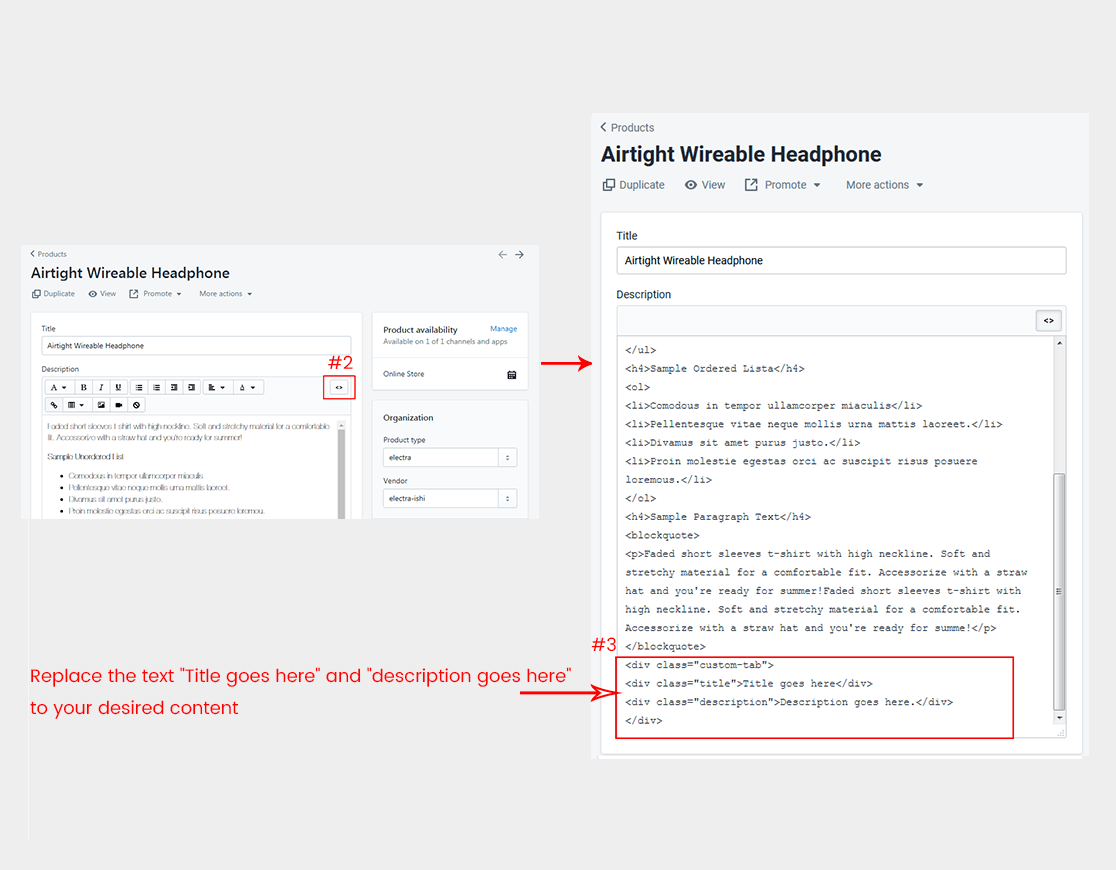 Products
Airtight Wireable Headphone
Duplicate View Promote More actions
Title
Airtight Wireable Headphone
#2
Description
A B I U A <>
Faded short sleeves t-shirt with high neckline. Soft and stretchy material for a comfortable
fit. Accessorize with a straw hat and you're ready for summer!
Sample Unordered List
Comodous in tempor ullamcorper miaculis.
Pellentesque vitae neque mollis urna mattis laoreet.
Divamus sit amet purus justo.
Proin molestie egestas orci ac suscipit risus posuere loremou.
Product availability Manage
Available on 1 of 1 channels and apps
Online Store
Organization
Product type
electra
Vendor
electra-ishi
Replace the text "Title goes here" and "description goes here"
to your desired content
Products
Airtight Wireable Headphone
Duplicate View Promote More actions
Title
Airtight Wireable Headphone
Description
<>
</ul>
<h4>Sample Ordered Lista</h4>
<ol>
<li>Comodous in tempor ullamcorper miaculis</li>
<li>Pellentesque vitae neque mollis urna mattis laoreet.</li>
<li>Divamus sit amet purus justo.</li>
<li>Proin molestie egestas orci ac suscipit risus posuere
loremous.</li>
</ol>
<h4>Sample Paragraph Text</h4>
<blockquote>
<p>Faded short sleeves t-shirt with high neckline. Soft and
stretchy material for a comfortable fit. Accessorize with a straw
hat and you're ready for summer!Faded short sleeves t-shirt with
high neckline. Soft and stretchy material for a comfortable fit.
Accessorize with a straw hat and you're ready for summe!</p>
</blockquote>
#3
<div class="custom-tab">
<div class="title">Title goes here</div>
<div class="description">Description goes here.</div>
</div>